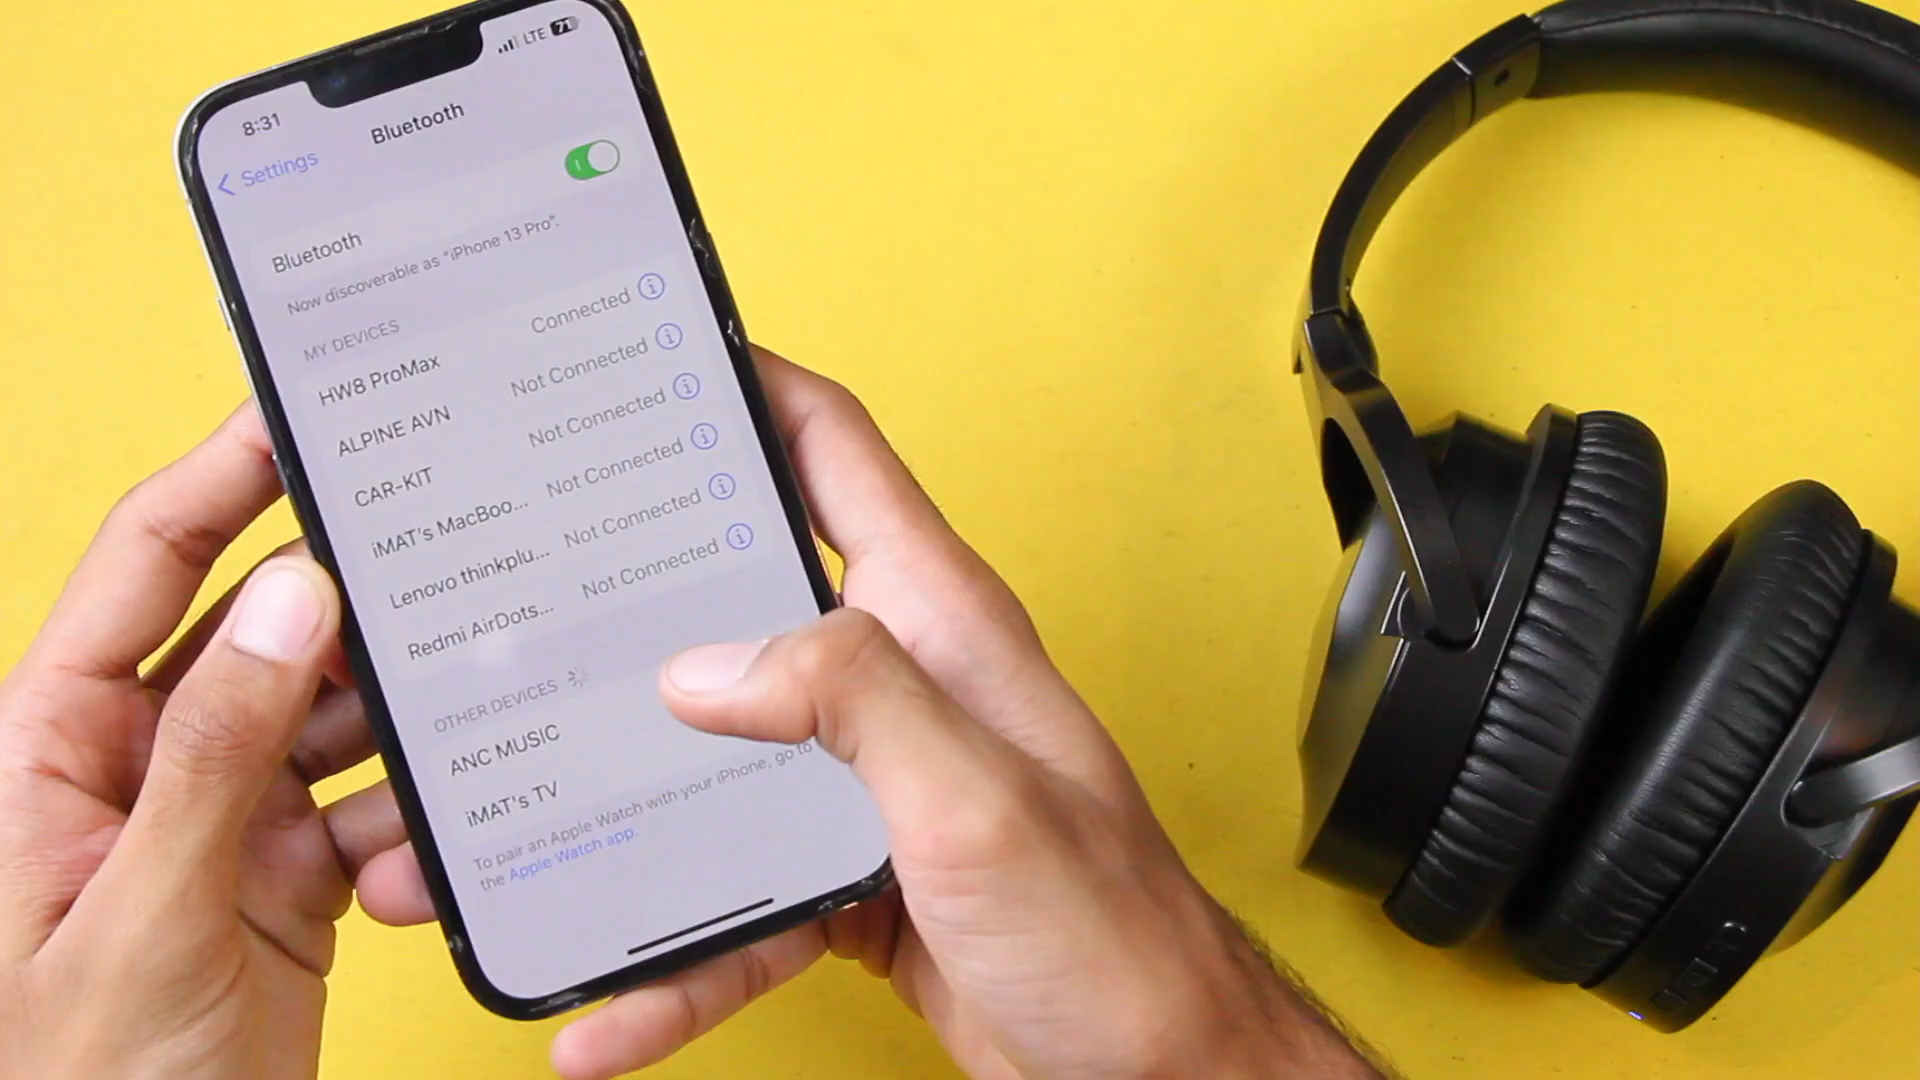 8:31
LTE 71
Settings
Bluetooth
Bluetooth
Now discoverable as "iPhone 13 Pro".
MY DEVICES
HW8 ProMax Connected
ALPINE AVN Not Connected
CAR-KIT Not Connected
iMAT's MacBoo... Not Connected
Lenovo thinkplu... Not Connected
Redmi AirDots... Not Connected
OTHER DEVICES
ANC MUSIC
iMAT's TV
To pair an Apple Watch with your iPhone, go to
the Apple Watch app.